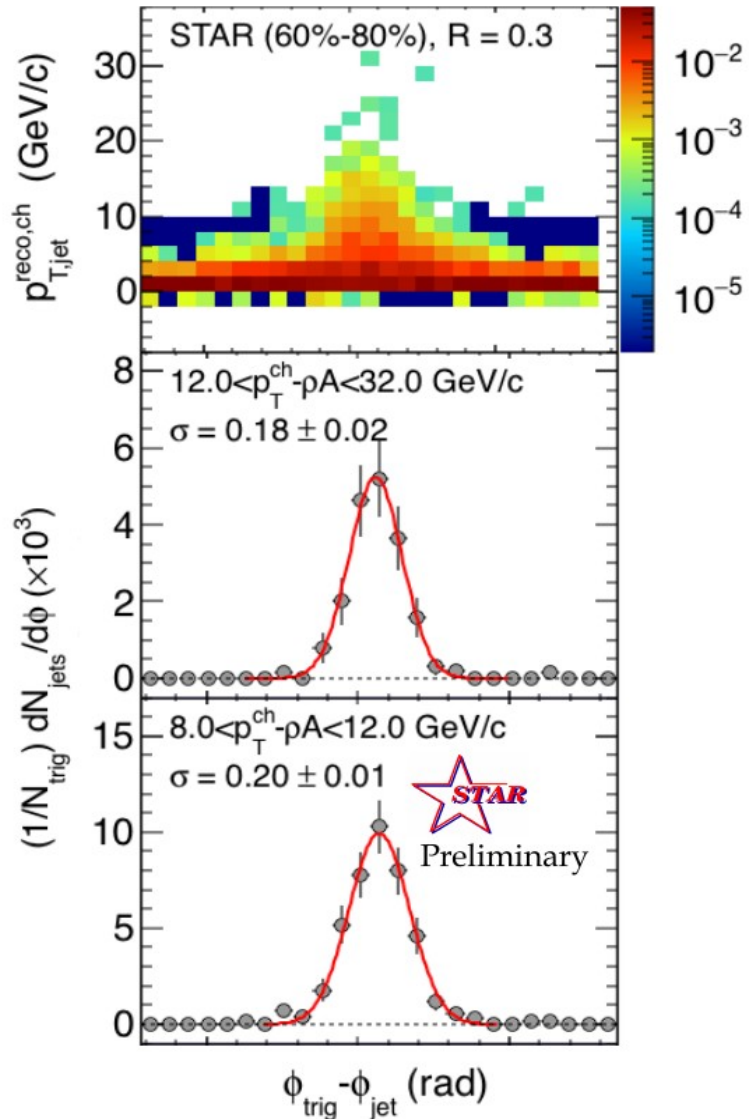 STAR (60%-80%), R = 0.3
p_{T,jet}^{reco,ch} (GeV/c)
30
20
10
0
10^{-2}
10^{-3}
10^{-4}
10^{-5}
12.0<p_T^{ch}-ρA<32.0 GeV/c
σ = 0.18 ± 0.02
8
6
4
2
0
(1/N_{trig}) dN_{jets}/dϕ (×10^3)
8.0<p_T^{ch}-ρA<12.0 GeV/c
σ = 0.20 ± 0.01
STAR
Preliminary
15
10
5
0
ϕ_{trig}-ϕ_{jet} (rad)